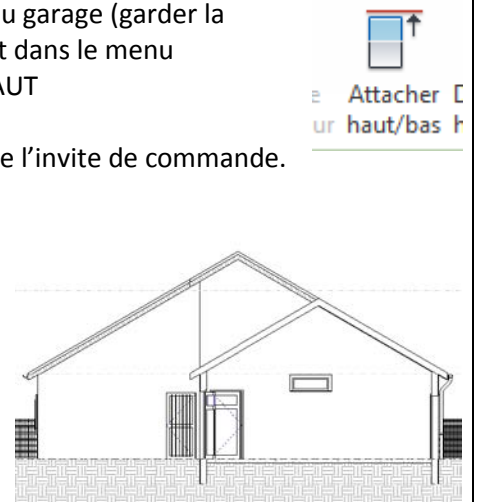 u garage (garder la
t dans le menu
AUT
e l'invite de commande.
e Attacher D
ur haut/bas h